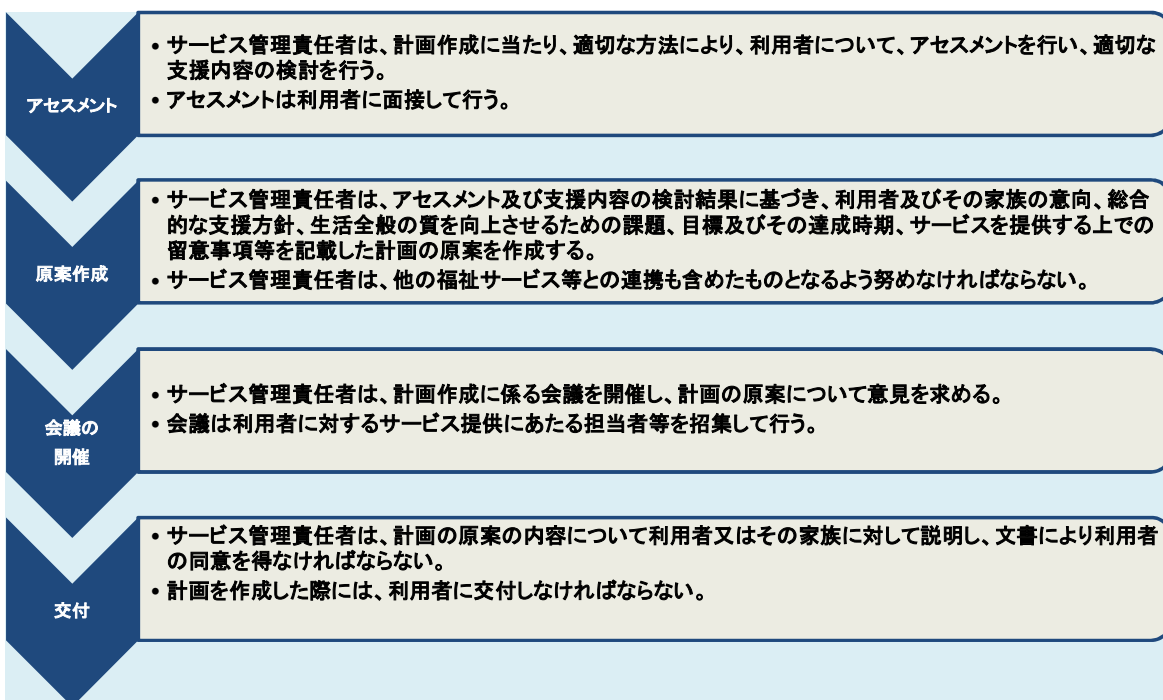 アセスメント
・サービス管理責任者は、計画作成に当たり、適切な方法により、利用者について、アセスメントを行い、適切な
支援内容の検討を行う。
・アセスメントは利用者に面接して行う。
原案作成
・サービス管理責任者は、アセスメント及び支援内容の検討結果に基づき、利用者及びその家族の意向、総合
的な支援方針、生活全般の質を向上させるための課題、目標及びその達成時期、サービスを提供する上での
留意事項等を記載した計画の原案を作成する。
・サービス管理責任者は、他の福祉サービス等との連携も含めたものとなるよう努めなければならない。
会議の
開催
・サービス管理責任者は、計画作成に係る会議を開催し、計画の原案について意見を求める。
・会議は利用者に対するサービス提供にあたる担当者等を招集して行う。
交付
・サービス管理責任者は、計画の原案の内容について利用者又はその家族に対して説明し、文書により利用者
の同意を得なければならない。
・計画を作成した際には、利用者に交付しなければならない。